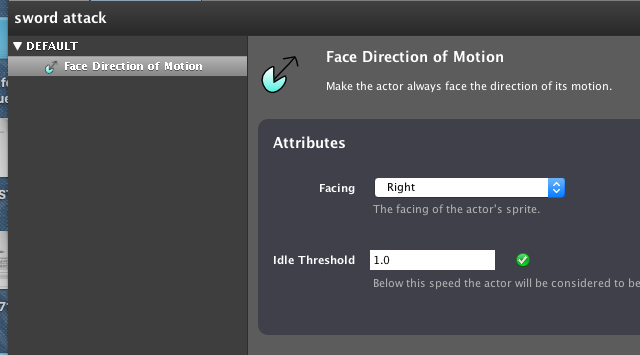 sword attack
DEFAULT
Face Direction of Motion
Face Direction of Motion
Make the actor always face the direction of its motion.
Attributes
Facing
Right
The facing of the actor's sprite.
Idle Threshold
1.0
Below this speed the actor will be considered to be